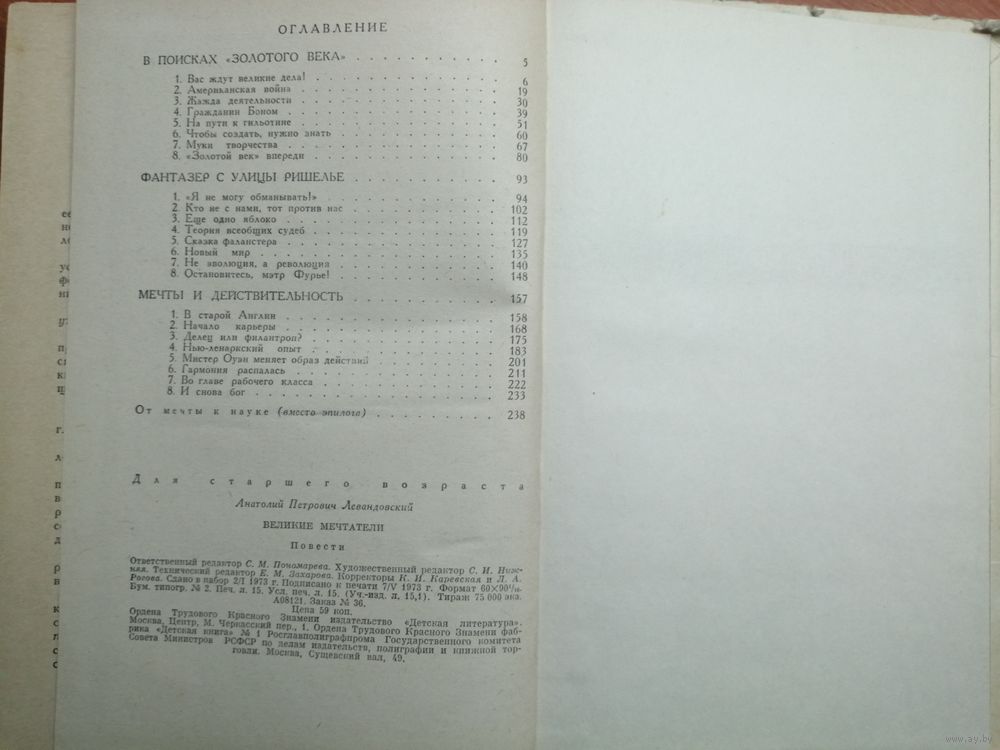 ОГЛАВЛЕНИЕ
В ПОИСКАХ «ЗОЛОТОГО ВЕКА» . . . . . . . . . . 5
1. Вас ждут великие дела! . . . . . . . . . . 6
2. Американская война . . . . . . . . . . 19
3. Жажда деятельности . . . . . . . . . . 30
4. Гражданин Боном . . . . . . . . . . 39
5. На пути к гильотине . . . . . . . . . . 51
6. Чтобы создать, нужно знать . . . . . . . . . . 60
7. Муки творчества . . . . . . . . . . 67
8. «Золотой век» впереди . . . . . . . . . . 80
ФАНТАЗЕР С УЛИЦЫ РИШЕЛЬЕ . . . . . . . . . . 93
1. «Я не могу обманывать!» . . . . . . . . . . 94
2. Кто не с нами, тот против нас . . . . . . . . . . 102
3. Еще одно яблоко . . . . . . . . . . 112
4. Теория всеобщих судеб . . . . . . . . . . 119
5. Сказка фаланстера . . . . . . . . . . 127
6. Новый мир . . . . . . . . . . 135
7. Не эволюция, а революция . . . . . . . . . . 140
8. Остановитесь, мэтр Фурье! . . . . . . . . . . 148
МЕЧТЫ И ДЕЙСТВИТЕЛЬНОСТЬ . . . . . . . . . . 157
1. В старой Англии . . . . . . . . . . 158
2. Начало карьеры . . . . . . . . . . 168
3. Делец или филантроп? . . . . . . . . . . 175
4. Нью-ленаркский опыт . . . . . . . . . . 183
5. Мистер Оуэн меняет образ действий . . . . . . . . . . 201
6. Гармония распалась . . . . . . . . . . 211
7. Во главе рабочего класса . . . . . . . . . . 222
8. И снова бог . . . . . . . . . . 233
От мечты к науке (вместо эпилога) . . . . . . . . . . 238
Для старшего возраста
Анатолий Петрович Левандовский
ВЕЛИКИЕ МЕЧТАТЕЛИ
Повести
Ответственный редактор С. М. Пономарева. Художественный редактор С. И. Ниж-
няя. Технический редактор Е. М. Захарова. Корректоры К. И. Каревская и Л. А.
Рогова. Сдано в набор 2/I 1973 г. Подписано к печати 7/V 1973 г. Формат 60×90¹/₁₆.
Бум. типогр. № 2. Печ. л. 15. Усл. печ. л. 15. (Уч.-изд. л. 15,1). Тираж 75 000 экз.
А08121. Заказ № 36.
Цена 59 коп.
Ордена Трудового Красного Знамени издательство «Детская литература».
Москва, Центр, М. Черкасский пер., 1. Ордена Трудового Красного Знамени фаб-
рика «Детская книга» № 1 Росглавполиграфпрома Государственного комитета
Совета Министров РСФСР по делам издательств, полиграфии и книжной тор-
говли. Москва, Сущевский вал, 49.
www.ay.by